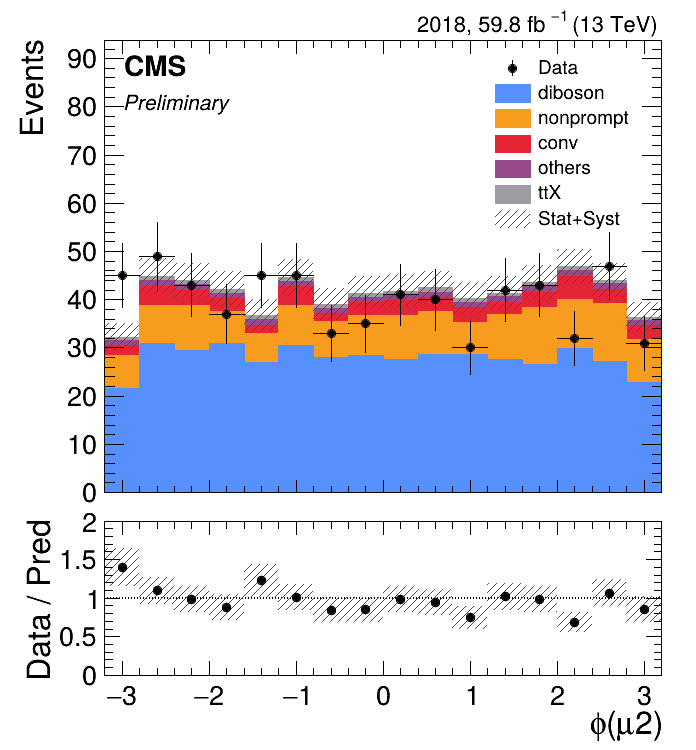 2018, 59.8 fb⁻¹ (13 TeV)
Events
CMS
Preliminary
Data
diboson
nonprompt
conv
others
ttX
Stat+Syst
90
80
70
60
50
40
30
20
10
0
Data / Pred
2
1.5
1
0.5
0
−3 −2 −1 0 1 2 3
ϕ(μ2)